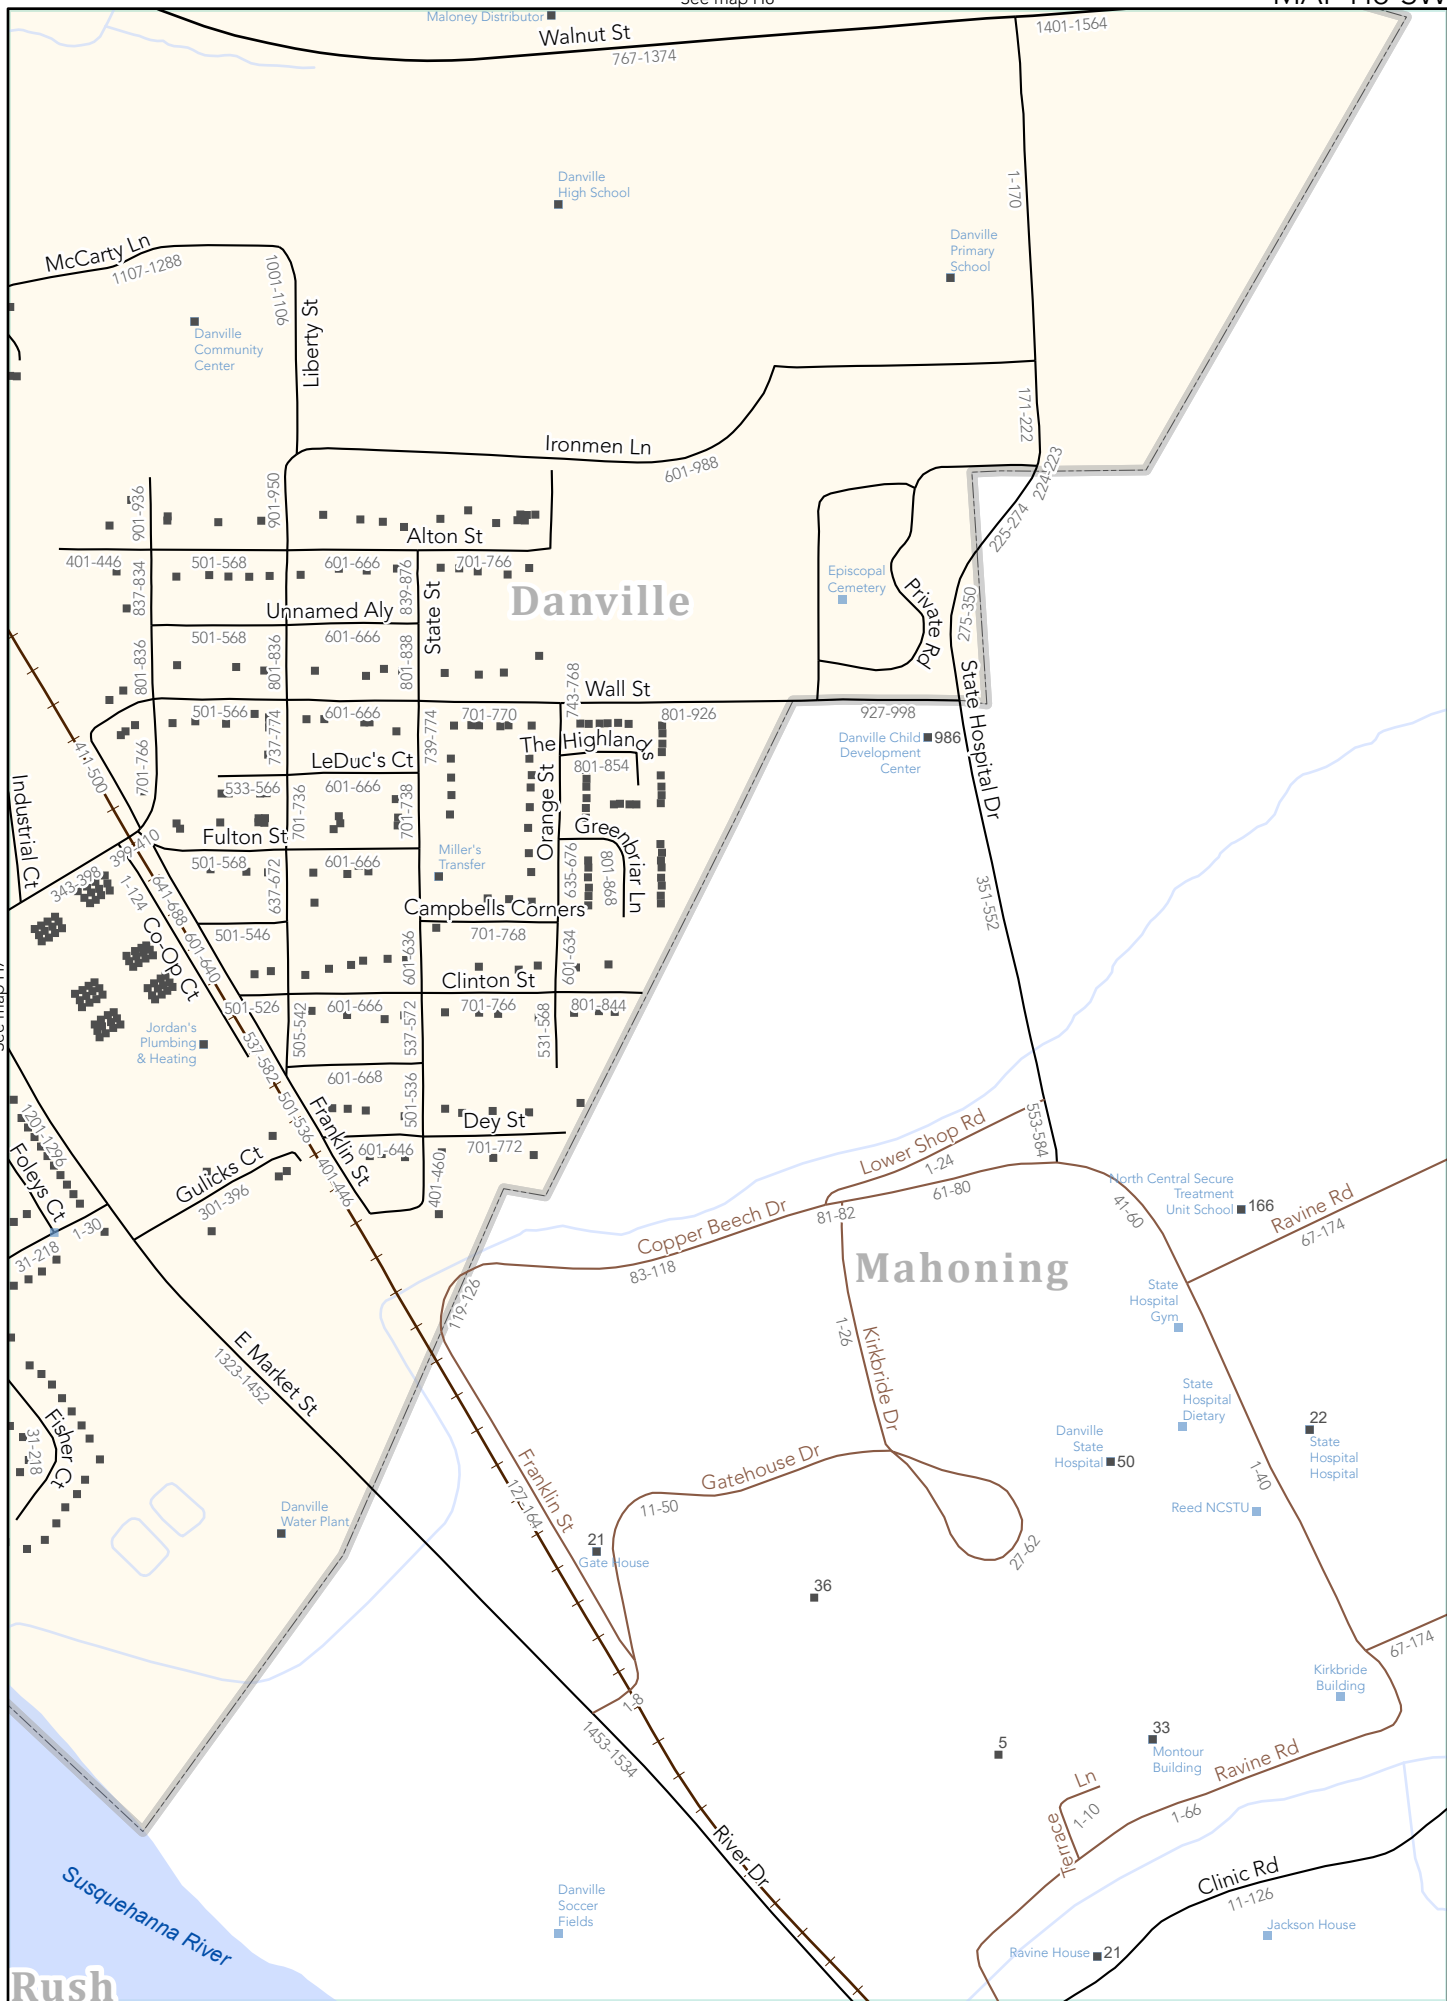 Maloney Distributor
Walnut St
767-1374
1401-1564
1-170
Danville
High School
Danville
Primary
School
McCarty Ln
1107-1288
1001-1106
Liberty St
Danville
Community
Center
171-222
Ironmen Ln
601-988
224-223
225-274
901-936
901-950
Alton St
401-446
501-568
601-666
701-766
837-834
839-876
State St
Danville
Episcopal
Cemetery
Private Rd
275-350
Unnamed Aly
501-568
601-666
801-836
801-836
801-838
State Hospital Dr
Wall St
743-768
501-566
601-666
701-770
801-926
927-998
Danville Child
Development
Center
986
411-500
701-766
737-774
739-774
The Highlands
801-854
LeDuc's Ct
533-566
601-666
Industrial Ct
701-736
701-738
Orange St
Fulton St
Greenbriar Ln
399-410
343-398
501-568
601-666
Miller's
Transfer
635-676
801-868
351-552
1-124
641-688
637-672
Campbells Corners
501-546
701-768
Co-Op Ct
601-640
601-636
601-634
Clinton St
501-526
601-666
701-766
801-844
Jordan's
Plumbing
& Heating
537-582
505-542
537-572
531-568
601-668
501-536
501-536
Franklin St
Dey St
601-646
701-772
553-584
Lower Shop Rd
1-24
1201-1296
Foleys Ct
Gulicks Ct
301-396
401-446
401-460
1-30
31-218
61-80
81-82
41-60
North Central Secure
Treatment
Unit School
166
Ravine Rd
67-174
Copper Beech Dr
83-118
Mahoning
119-126
State
Hospital
Gym
1-26
Kirkbride Dr
E Market St
1323-1452
Fisher Ct
31-218
State
Hospital
Dietary
22
State
Hospital
Hospital
Danville
State
Hospital
50
1-40
Gatehouse Dr
11-50
Franklin St
127-164
Reed NCSTU
Danville
Water Plant
21
Gate House
27-62
36
67-174
Kirkbride
Building
1-8
1453-1534
33
Montour
Building
5
Ravine Rd
1-66
Terrace Ln
1-10
River Dr
Clinic Rd
11-126
Susquehanna River
Danville
Soccer
Fields
Jackson House
Ravine House
21
Rush